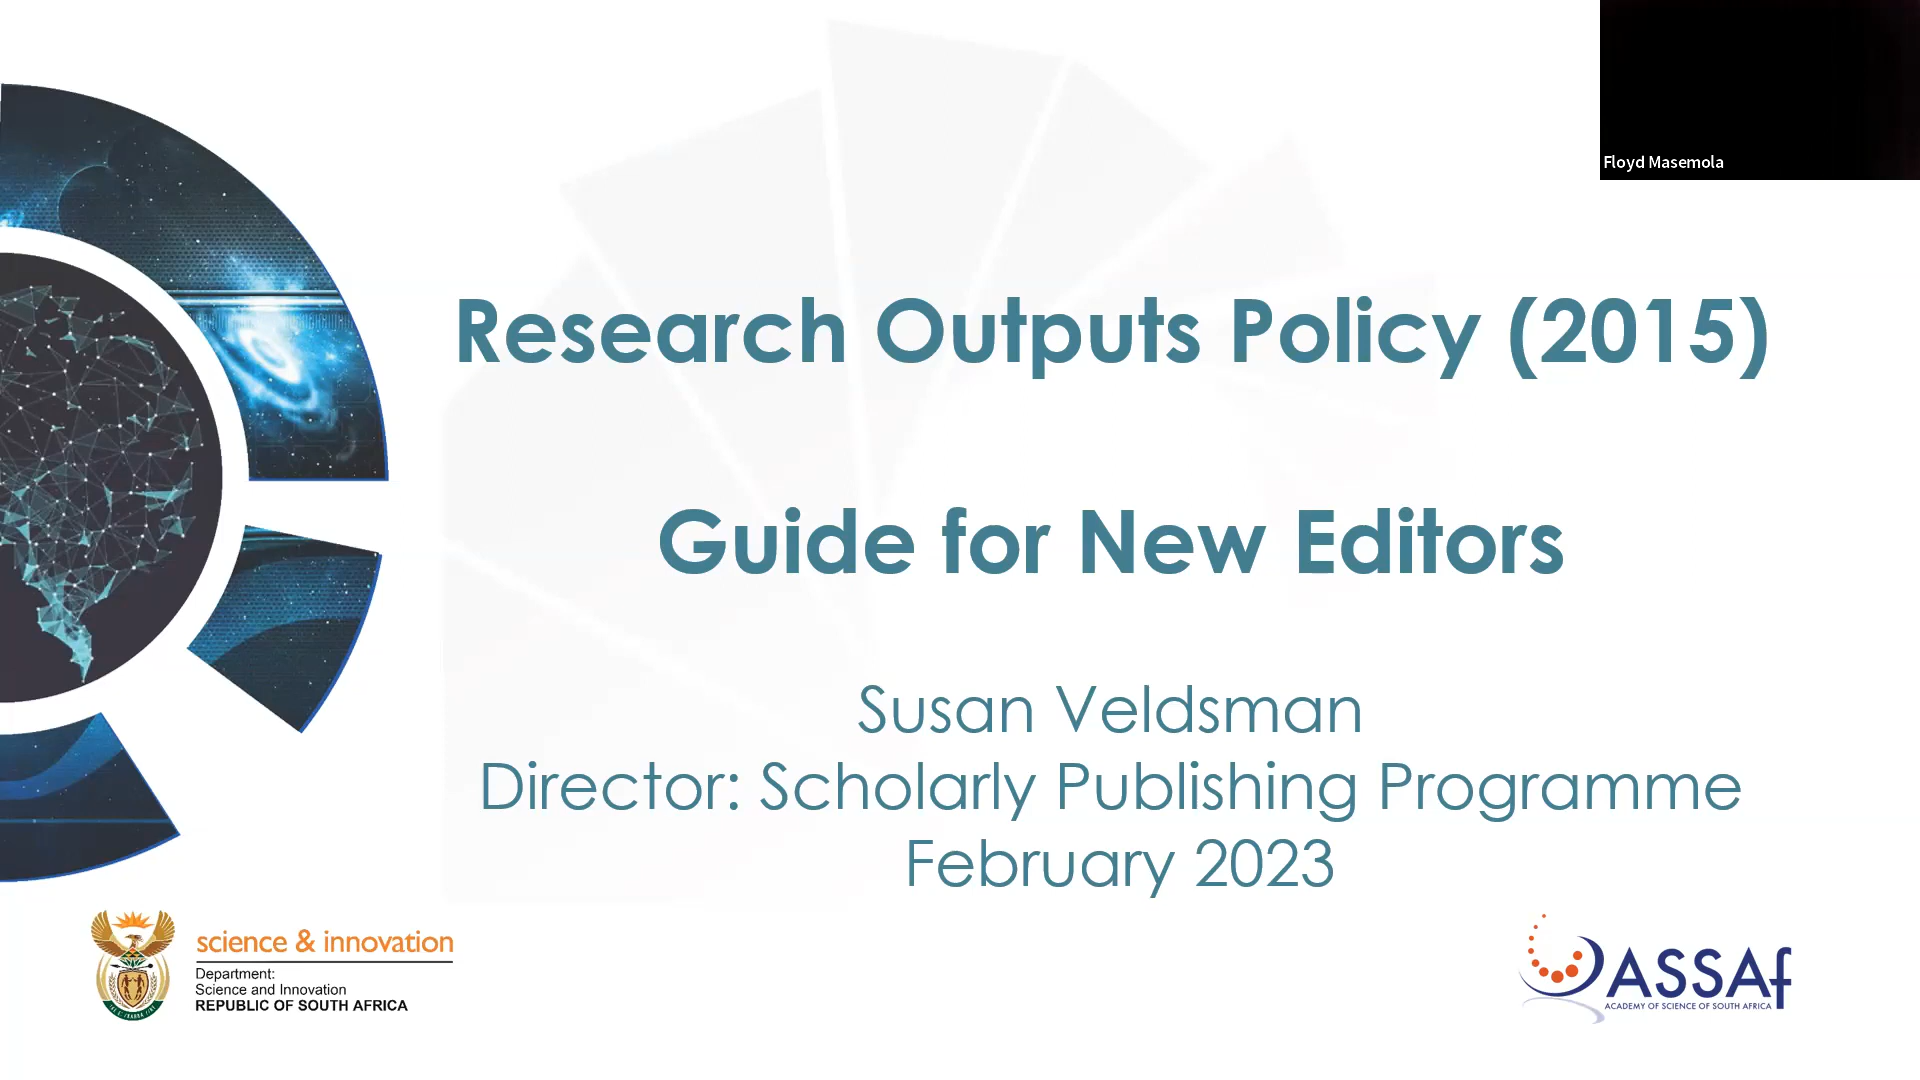 Floyd Masemola
Research Outputs Policy (2015)
Guide for New Editors
Susan Veldsman
Director: Scholarly Publishing Programme
February 2023
science & innovation
Department:
Science and Innovation
REPUBLIC OF SOUTH AFRICA
ASSAf
ACADEMY OF SCIENCE OF SOUTH AFRICA